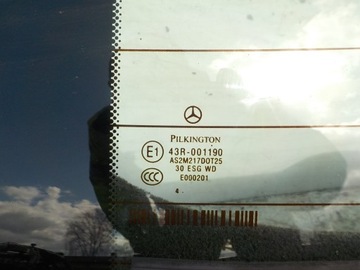 PILKINGTON
E1 43R-001190
AS2M217DOT25
30 ESG WD
CCC E000201
4